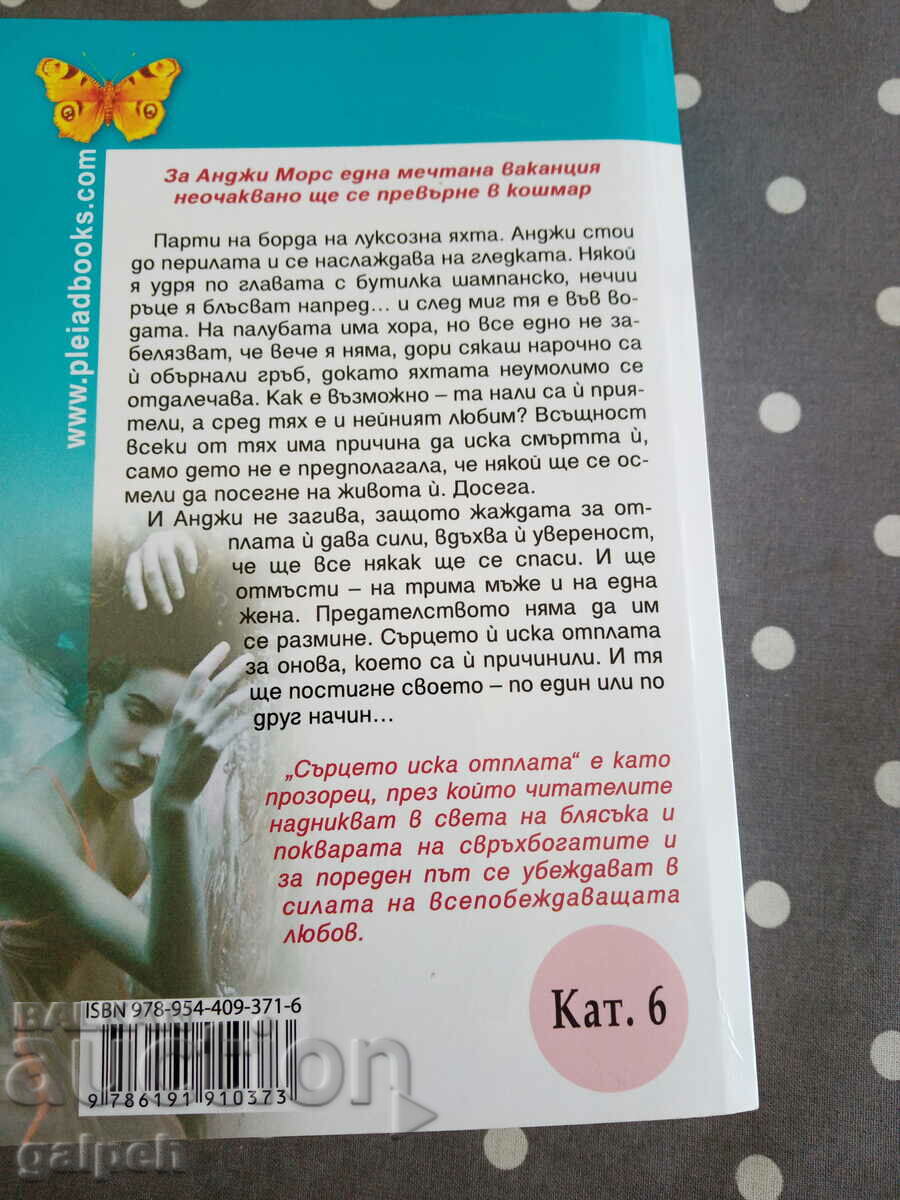 www.pleiadbooks.com
За Анджи Морс една мечтана ваканция
неочаквано ще се превърне в кошмар
Парти на борда на луксозна яхта. Анджи стои
до перилата и се наслаждава на гледката. Някой
я удря по главата с бутилка шампанско, нечии
ръце я блъсват напред... и след миг тя е във во-
дата. На палубата има хора, но все едно не за-
белязват, че вече я няма, дори сякаш нарочно са
ѝ обърнали гръб, докато яхтата неумолимо се
отдалечава. Как е възможно – та нали са ѝ прия-
тели, а сред тях е и нейният любим? Всъщност
всеки от тях има причина да иска смъртта ѝ,
само дето не е предполагала, че някой ще се ос-
мели да посегне на живота ѝ. Досега.
И Анджи не загива, защото жаждата за от-
плата ѝ дава сили, вдъхва ѝ увереност,
че ще все някак ще се спаси. И ще
отмъсти – на трима мъже и на една
жена. Предателството няма да им
се размине. Сърцето ѝ иска отплата
за онова, което са ѝ причинили. И тя
ще постигне своето – по един или по
друг начин...
„Сърцето иска отплата“ е като
прозорец, през който читателите
надникват в света на блясъка и
покварата на свръхбогатите и
за пореден път се убеждават в
силата на всепобеждаващата
любов.
Кат. 6
ISBN 978-954-409-371-6
BALKAN
auction
9 786191 910373
galpeh